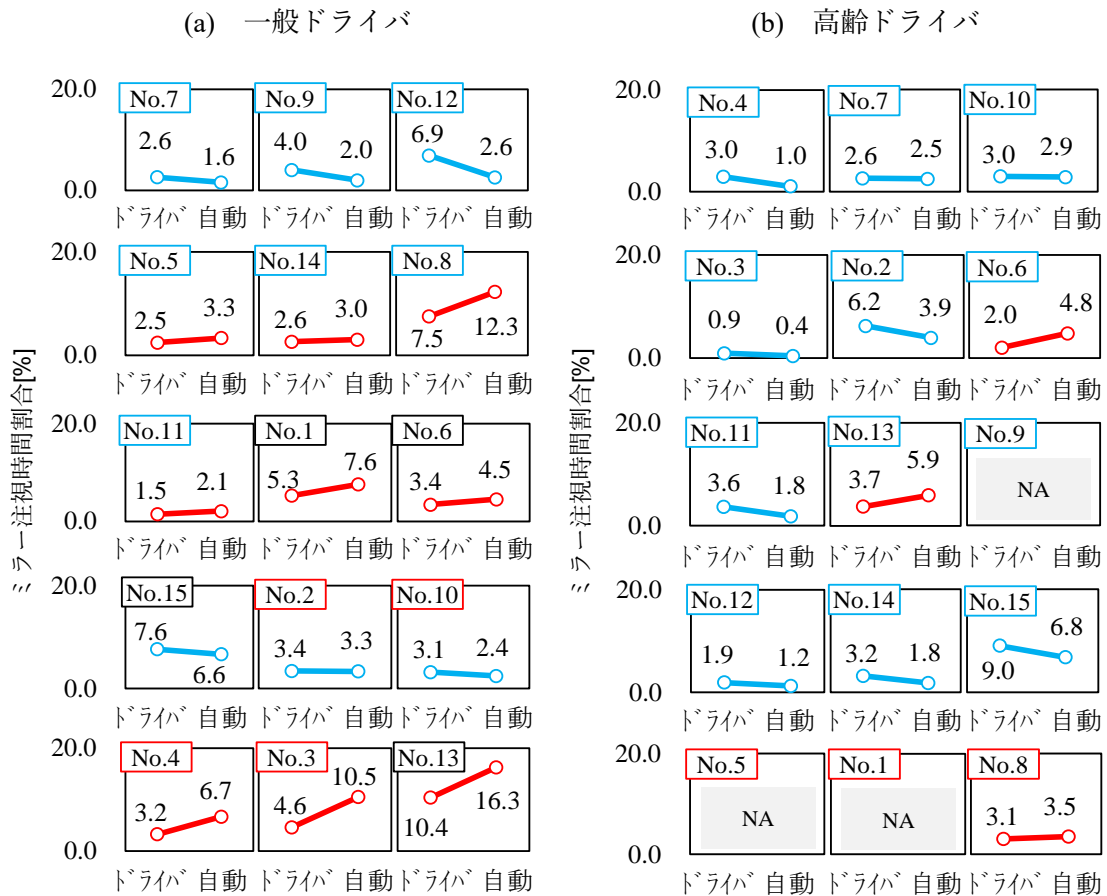 (a) 一般ドライバ
ミラー注視時間割合[%]
20.0
0.0
No.7
2.6
1.6
No.9
4.0
2.0
No.12
6.9
2.6
ﾄﾞﾗｲﾊﾞ 自動 ﾄﾞﾗｲﾊﾞ 自動 ﾄﾞﾗｲﾊﾞ 自動
20.0
0.0
No.5
2.5
3.3
No.14
2.6
3.0
No.8
7.5
12.3
ﾄﾞﾗｲﾊﾞ 自動 ﾄﾞﾗｲﾊﾞ 自動 ﾄﾞﾗｲﾊﾞ 自動
20.0
0.0
No.11
1.5
2.1
No.1
5.3
7.6
No.6
3.4
4.5
ﾄﾞﾗｲﾊﾞ 自動 ﾄﾞﾗｲﾊﾞ 自動 ﾄﾞﾗｲﾊﾞ 自動
20.0
0.0
No.15
7.6
6.6
No.2
3.4
3.3
No.10
3.1
2.4
ﾄﾞﾗｲﾊﾞ 自動 ﾄﾞﾗｲﾊﾞ 自動 ﾄﾞﾗｲﾊﾞ 自動
20.0
0.0
No.4
3.2
6.7
No.3
4.6
10.5
No.13
10.4
16.3
ﾄﾞﾗｲﾊﾞ 自動 ﾄﾞﾗｲﾊﾞ 自動 ﾄﾞﾗｲﾊﾞ 自動
(b) 高齢ドライバ
ミラー注視時間割合[%]
20.0
0.0
No.4
3.0
1.0
No.7
2.6
2.5
No.10
3.0
2.9
ﾄﾞﾗｲﾊﾞ 自動 ﾄﾞﾗｲﾊﾞ 自動 ﾄﾞﾗｲﾊﾞ 自動
20.0
0.0
No.3
0.9
0.4
No.2
6.2
3.9
No.6
2.0
4.8
ﾄﾞﾗｲﾊﾞ 自動 ﾄﾞﾗｲﾊﾞ 自動 ﾄﾞﾗｲﾊﾞ 自動
20.0
0.0
No.11
3.6
1.8
No.13
3.7
5.9
No.9
NA
ﾄﾞﾗｲﾊﾞ 自動 ﾄﾞﾗｲﾊﾞ 自動 ﾄﾞﾗｲﾊﾞ 自動
20.0
0.0
No.12
1.9
1.2
No.14
3.2
1.8
No.15
9.0
6.8
ﾄﾞﾗｲﾊﾞ 自動 ﾄﾞﾗｲﾊﾞ 自動 ﾄﾞﾗｲﾊﾞ 自動
20.0
0.0
No.5
NA
No.1
NA
No.8
3.1
3.5
ﾄﾞﾗｲﾊﾞ 自動 ﾄﾞﾗｲﾊﾞ 自動 ﾄﾞﾗｲﾊﾞ 自動